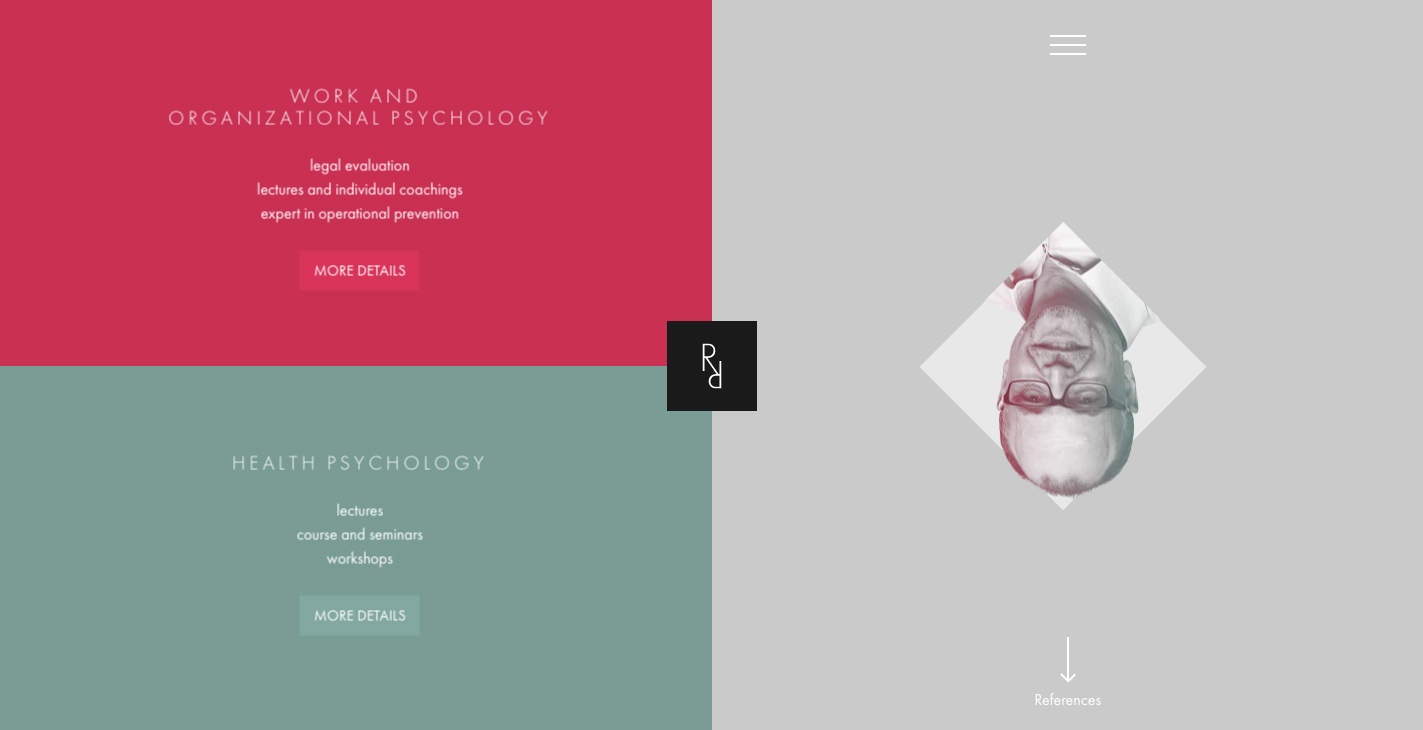 WORK AND
ORGANIZATIONAL PSYCHOLOGY
legal evaluation
lectures and individual coachings
expert in operational prevention
MORE DETAILS
HEALTH PSYCHOLOGY
lectures
course and seminars
workshops
MORE DETAILS
R
R
References